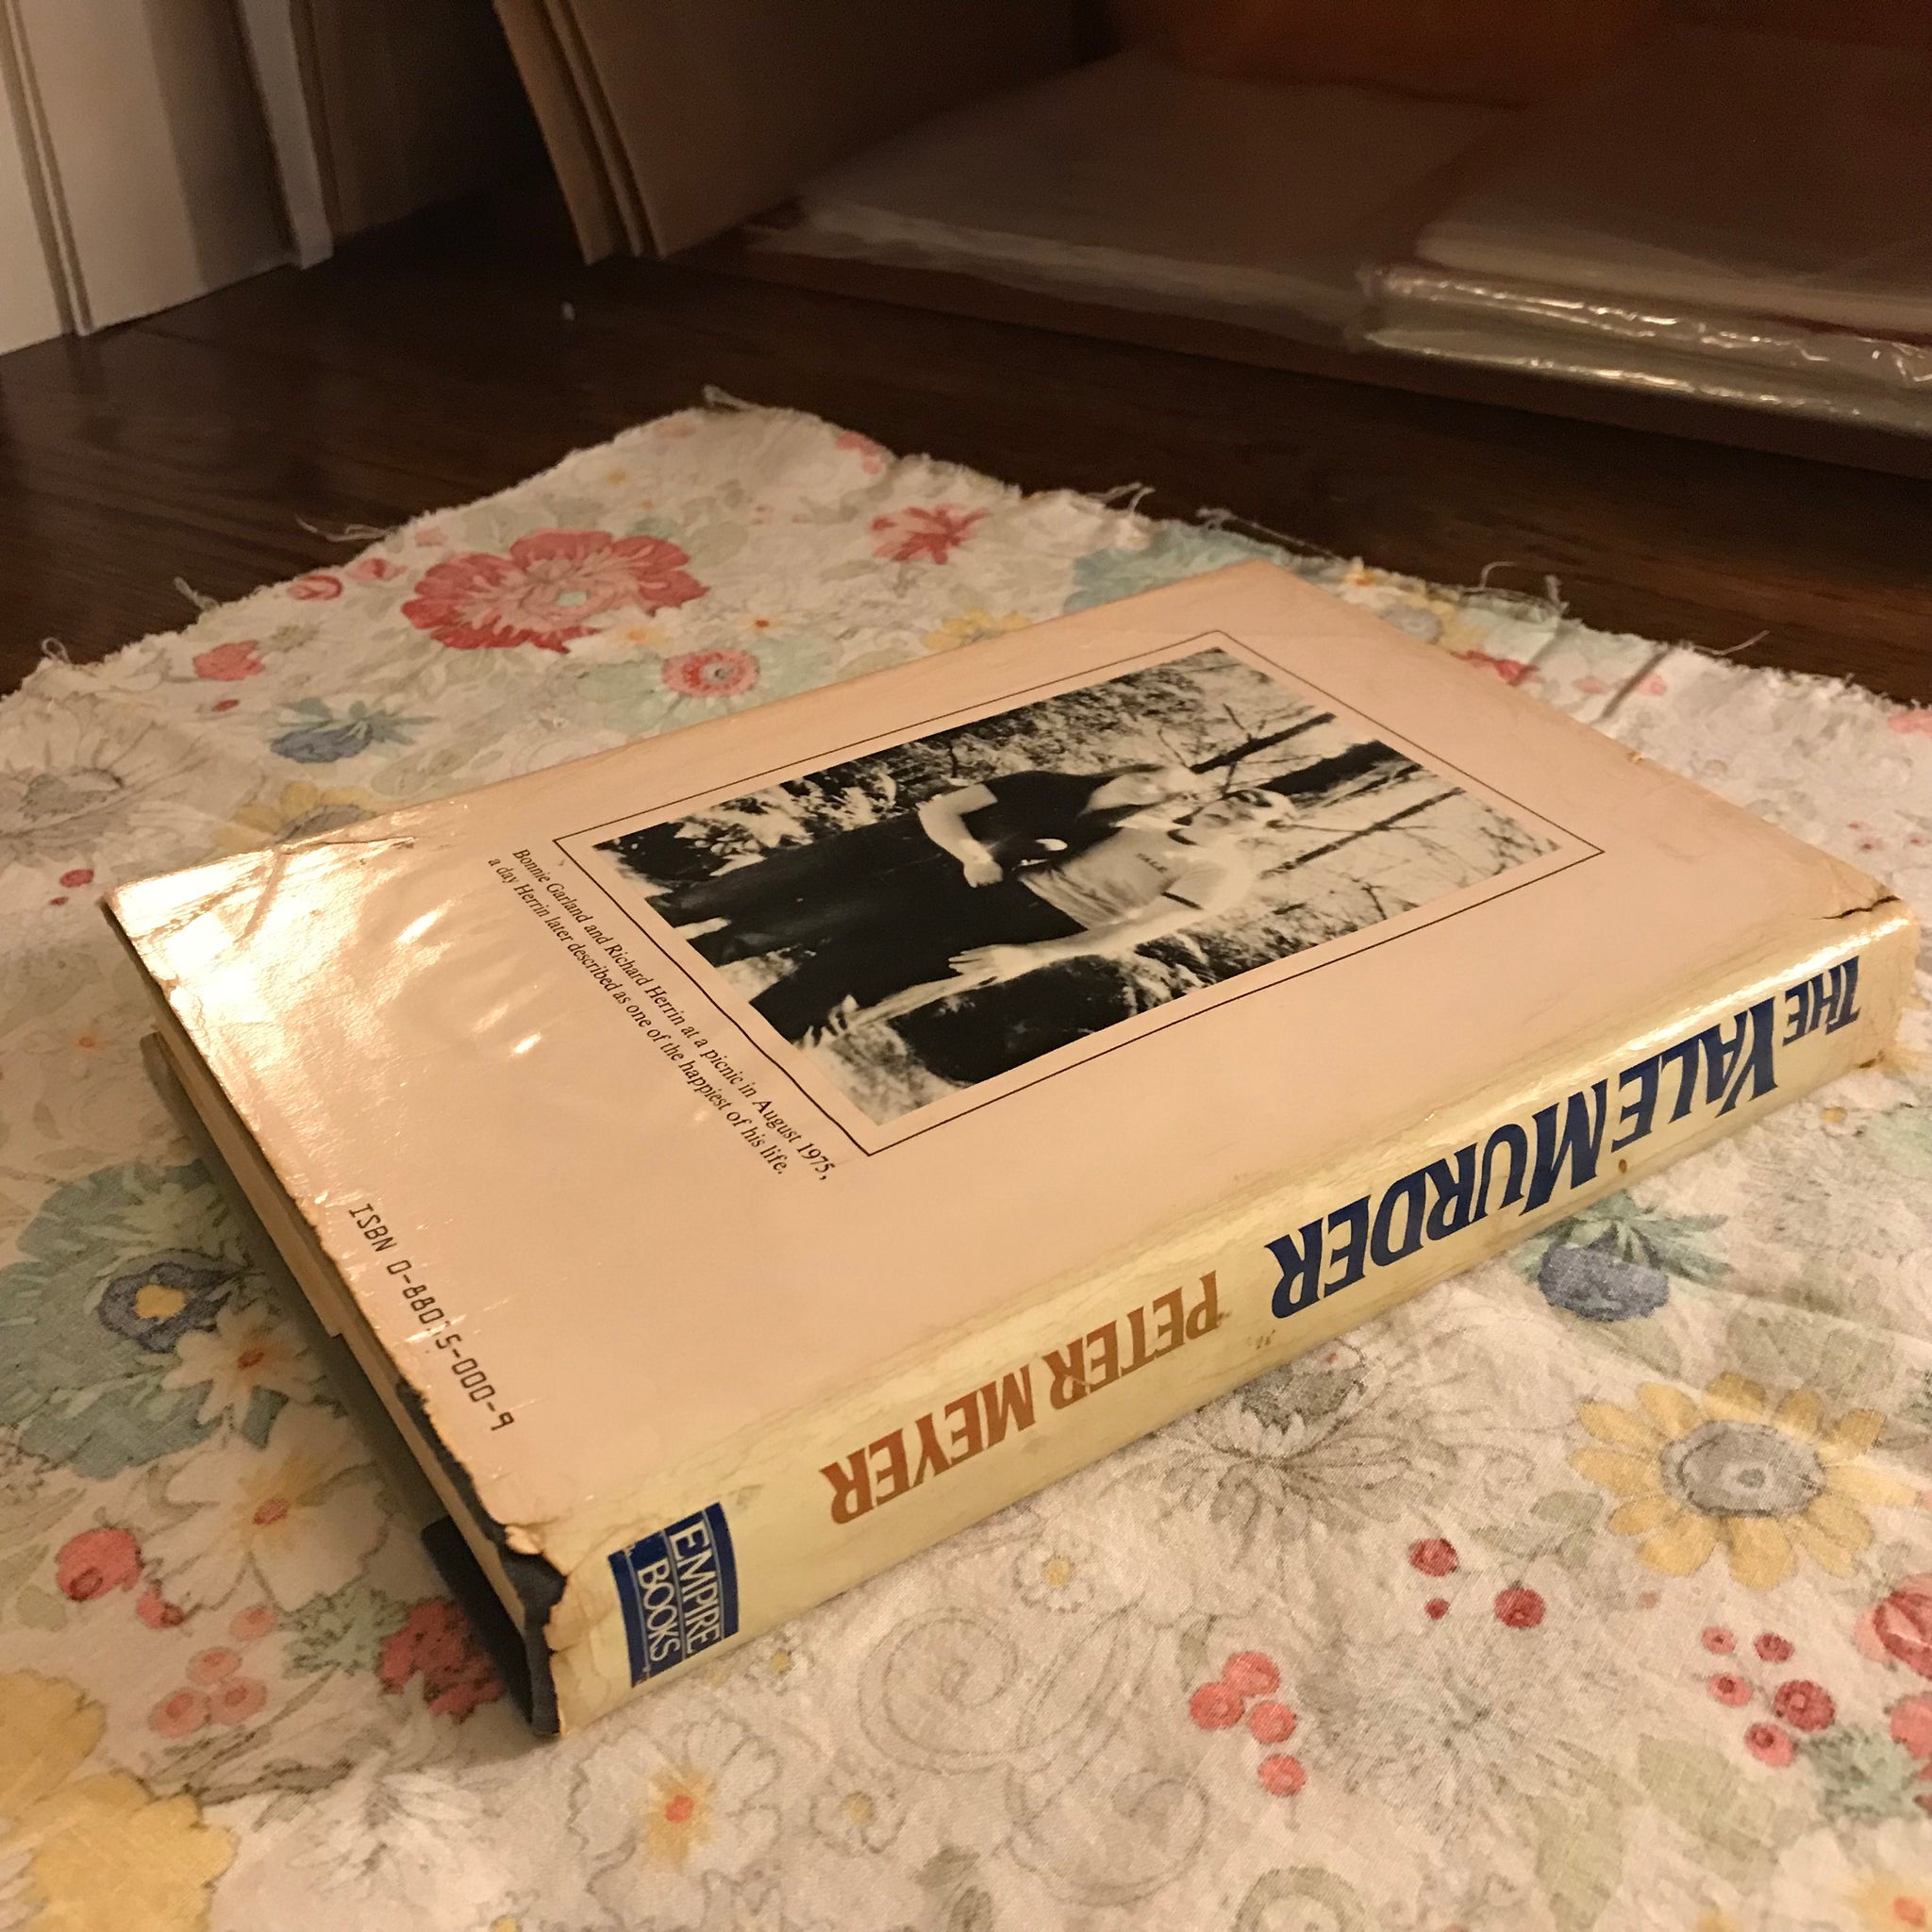 THE YALE MURDER
PETER MEYER
EMPIRE
BOOKS
Bonnie Garland and Richard Herrin at a picnic in August 1975,
a day Herrin later described as one of the happiest of his life.
ISBN 0-88015-000-9
YALE